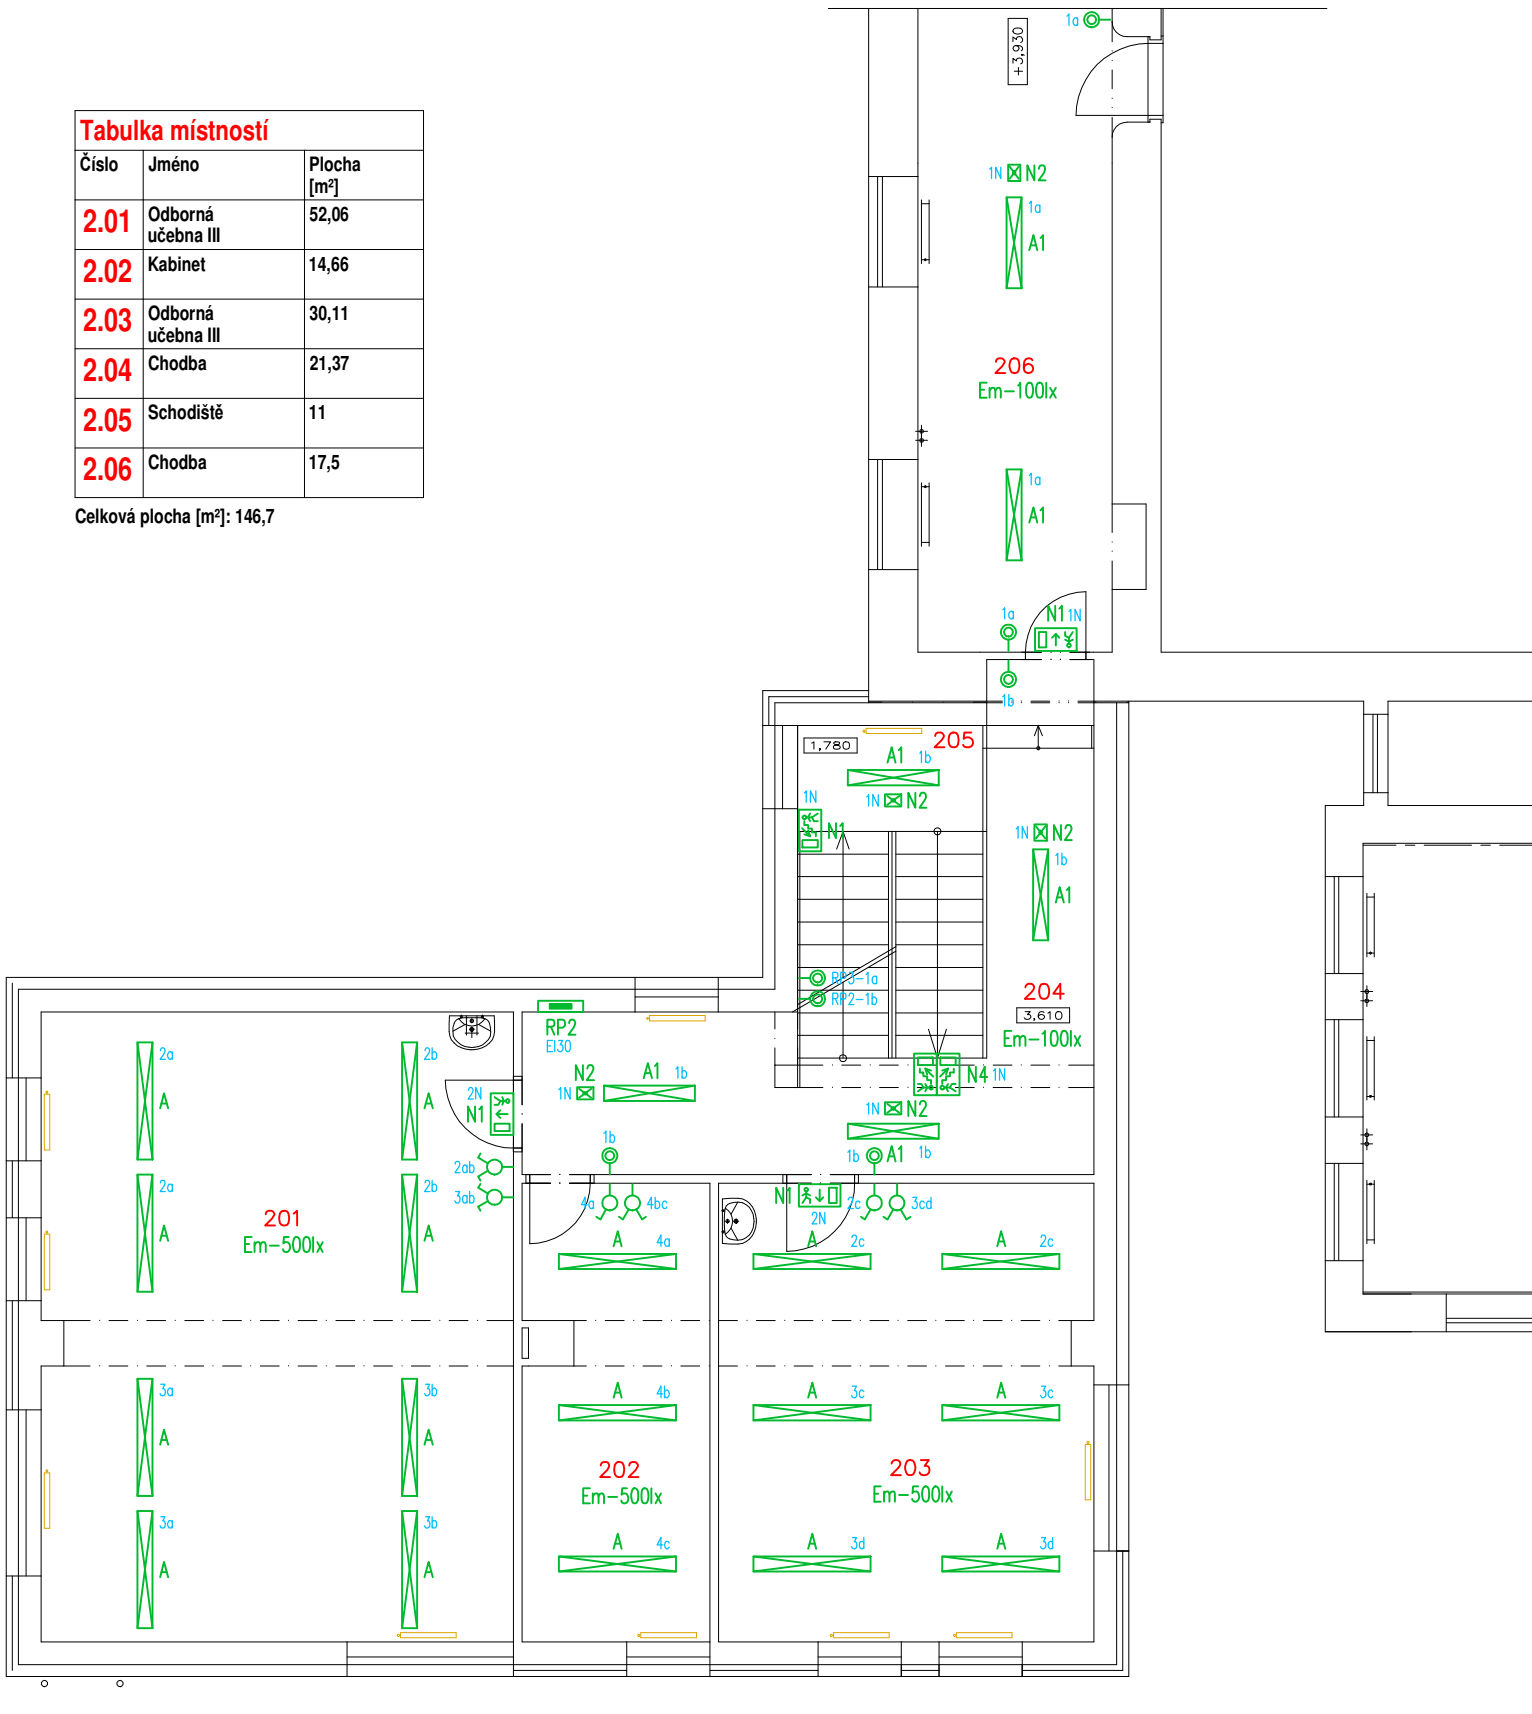 1a
+3,930
Tabulka místností
Číslo Jméno Plocha
[m²]
2.01 Odborná 52,06
učebna III
2.02 Kabinet 14,66
2.03 Odborná 30,11
učebna III
2.04 Chodba 21,37
2.05 Schodiště 11
2.06 Chodba 17,5
Celková plocha [m²]: 146,7
1N N2
1a
A1
206
Em-100lx
1a
A1
1a N1 1N
1b
205
1,780
A1 1b
1N N2
1N
N1
1N N2
1b
A1
RP3-1a
RP2-1b
204
3,610
Em-100lx
RP2
EI30
N4 1N
N2 A1 1b
1N
1N N2
1b A1 1b
1b
2a 2b
A A
2N
N1
2ab
3ab
2a 2b
A A
201
Em-500lx
4a 4bc
N1
2N
2c 3cd
A 4a
A 2c
A 2c
3a 3b
A A
A 4b
A 3c
A 3c
202
Em-500lx
203
Em-500lx
3a 3b
A A
A 4c
A 3d
A 3d